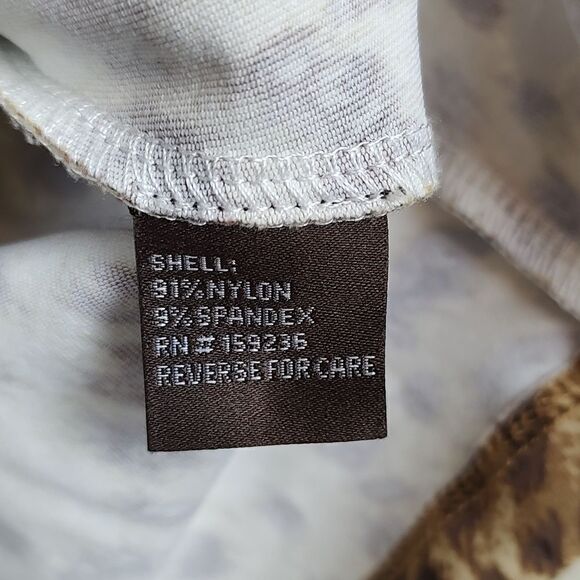 SHELL:
91% NYLON
9% SPANDEX
RN # 159236
REVERSE FOR CARE